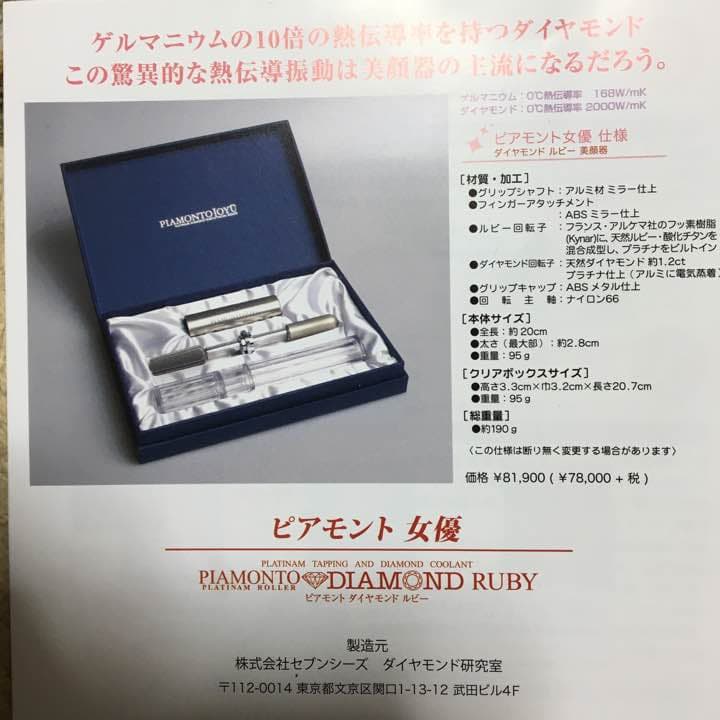 ゲルマニウムの10倍の熱伝導率を持つダイヤモンド
この驚異的な熱伝導振動は美顔器の主流になるだろう。
ゲルマニウム：0℃熱伝導率 168W/mK
ダイヤモンド：0℃熱伝導率 2000W/mK
ピアモント女優 仕様
ダイヤモンド ルビー 美顔器
[材質・加工]
●グリップシャフト：アルミ材 ミラー仕上
●フィンガーアタッチメント
：ABS ミラー仕上
●ルビー回転子：フランス・アルケマ社のフッ素樹脂
(Kynar)に、天然ルビー・酸化チタンを
混合成型し、プラチナをビルトイン
●ダイヤモンド回転子：天然ダイヤモンド 約1.2ct
プラチナ仕上（アルミに電気蒸着）
●グリップキャップ：ABS メタル仕上
●回転主軸：ナイロン66
[本体サイズ]
●全長：約20cm
●太さ（最大部）：約2.8cm
●重量：95g
[クリアボックスサイズ]
●高さ3.3cm×巾3.2cm×長さ20.7cm
●重量：95g
[総重量]
●約190g
〈この仕様は断り無く変更する場合があります〉
価格 ¥81,900 ( ¥78,000 + 税 )
PIAMONTO JOYŪ
ピアモント 女優
PLATINAM TAPPING AND DIAMOND COOLANT
PIAMONTO DIAMOND RUBY
PLATINAM ROLLER
ピアモント ダイヤモンド ルビー
製造元
株式会社セブンシーズ ダイヤモンド研究室
〒112-0014 東京都文京区関口1-13-12 武田ビル4F